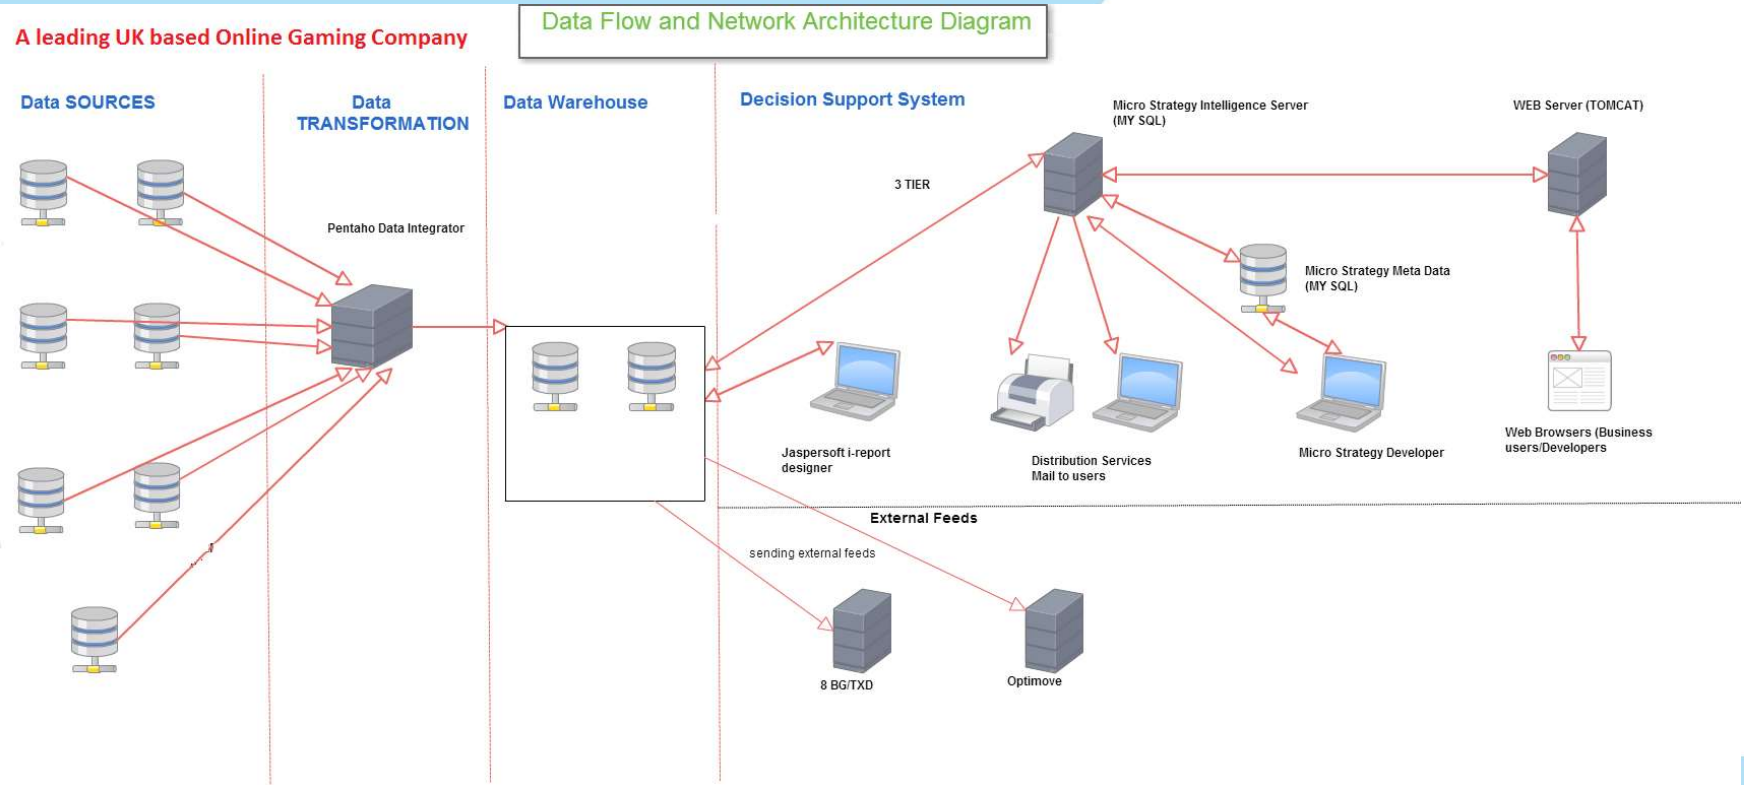 Data Flow and Network Architecture Diagram
A leading UK based Online Gaming Company
Data SOURCES
Data
TRANSFORMATION
Data Warehouse
Decision Support System
Micro Strategy Intelligence Server
(MY SQL)
WEB Server (TOMCAT)
3 TIER
Pentaho Data Integrator
Micro Strategy Meta Data
(MY SQL)
Jaspersoft i-report
designer
Distribution Services
Mail to users
Micro Strategy Developer
Web Browsers (Business
users/Developers
External Feeds
sending external feeds
8 BG/TXD
Optimove